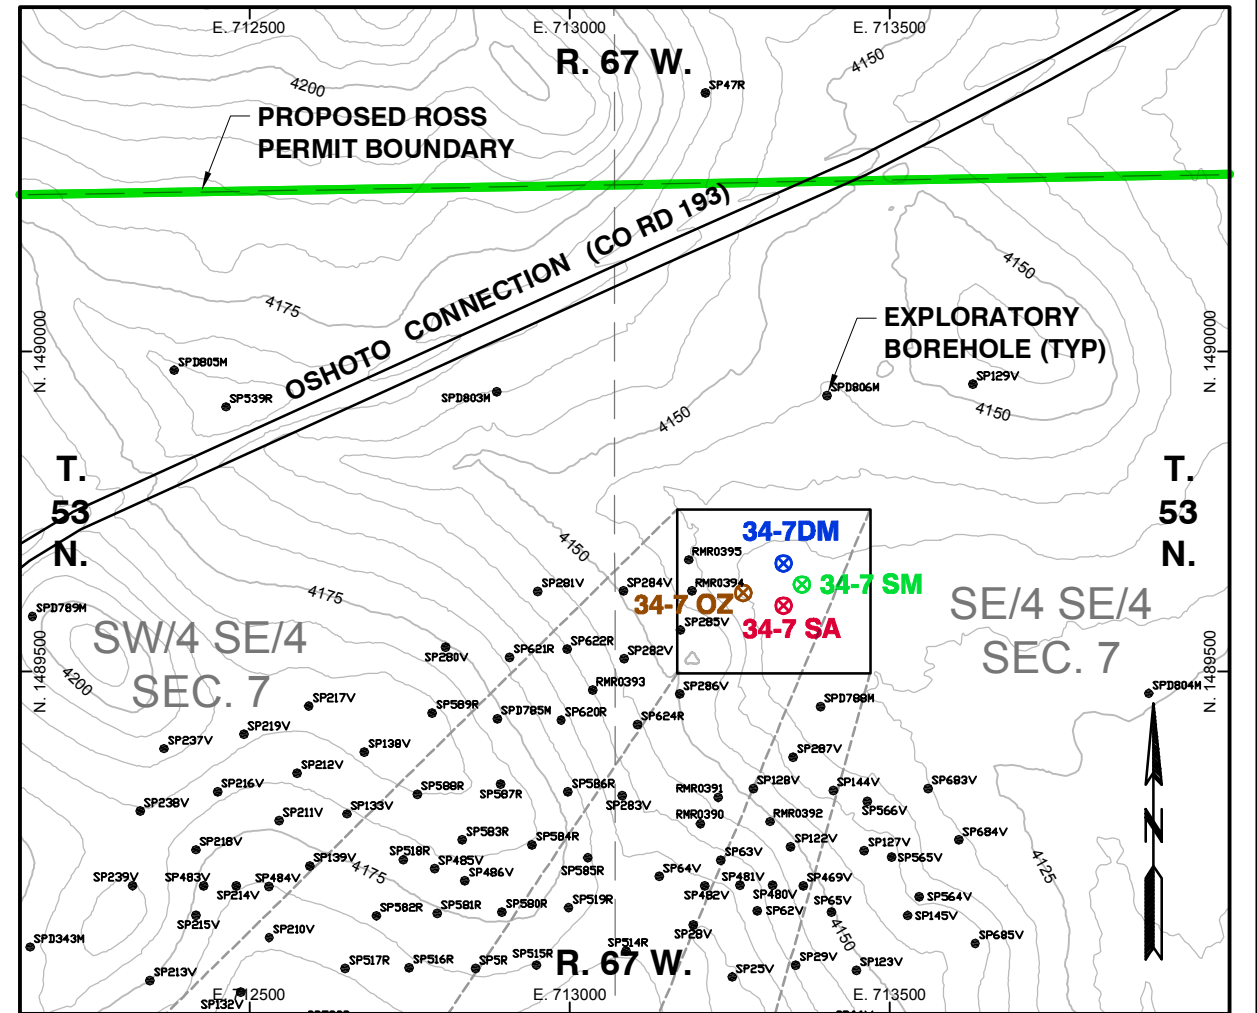 E. 712500
E. 713000
E. 713500
R. 67 W.
4150
4200
SP47R
PROPOSED ROSS
PERMIT BOUNDARY
OSHOTO CONNECTION (CO RD 193)
4150
4175
N. 1490000
N. 1490000
EXPLORATORY
BOREHOLE (TYP)
SPD805M
SP539R
SPD803M
SPD806M
SP129V
4150
4150
T.
53
N.
T.
53
N.
4150
34-7DM
RMR0395
RMR0394
34-7 SM
34-7 OZ
34-7 SA
SP281V
SP284V
SP285V
4175
SPD789M
SW/4 SE/4
SEC. 7
SE/4 SE/4
SEC. 7
SP280V
SP621R
SP622R
SP282V
N. 1489500
N. 1489500
4200
RMR0393
SP286V
SPD804M
SP217V
SP589R
SPD785M
SP620R
SP624R
SPD788M
SP237V
SP219V
SP138V
SP287V
SP212V
SP216V
SP238V
SP211V
SP133V
SP588R
SP587R
SP586R
SP283V
RMR0391
SP128V
SP144V
SP566V
SP683V
RMR0390
RMR0392
SP218V
SP139V
SP518R
SP583R
SP485V
SP486V
SP584R
SP585R
SP63V
SP122V
SP127V
SP565V
SP684V
4175
4125
SP239V
SP483V
SP214V
SP484V
SP64V
SP482V
SP481V
SP480V
SP469V
SP564V
SP215V
SP582R
SP581R
SP580R
SP519R
SP62V
SP65V
SP145V
SP210V
SPD343M
SP28V
4150
SP685V
SP514R
SP213V
SP517R
SP516R
SP5R
SP515R
R. 67 W.
SP25V
SP29V
SP123V
SP132V
E. 712500
E. 713000
E. 713500
N